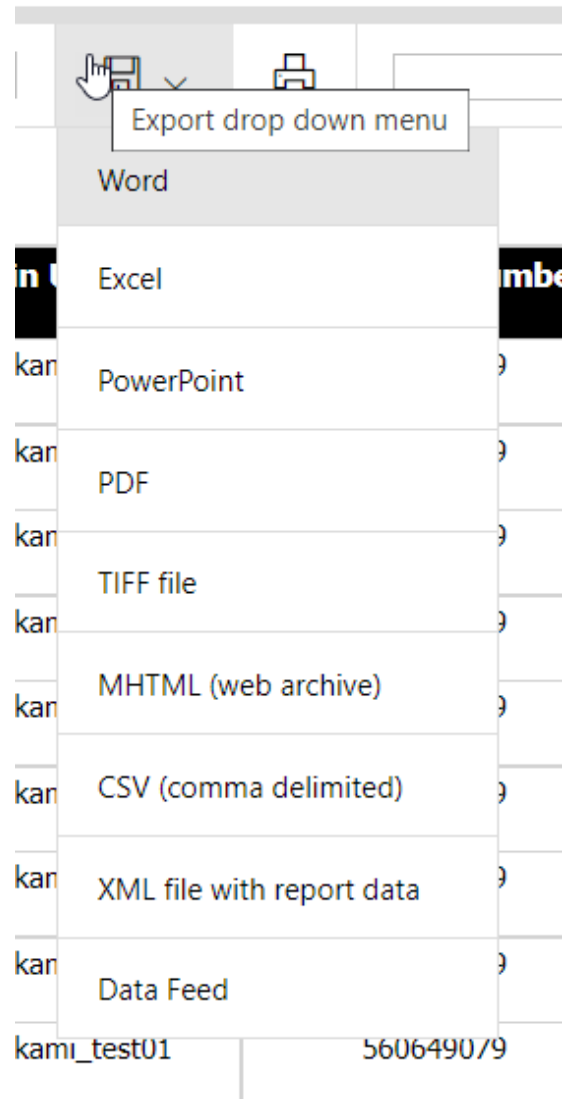 Export drop down menu
Word
in
Excel
PowerPoint
PDF
TIFF file
MHTML (web archive)
CSV (comma delimited)
XML file with report data
Data Feed
kami_test01 560649079